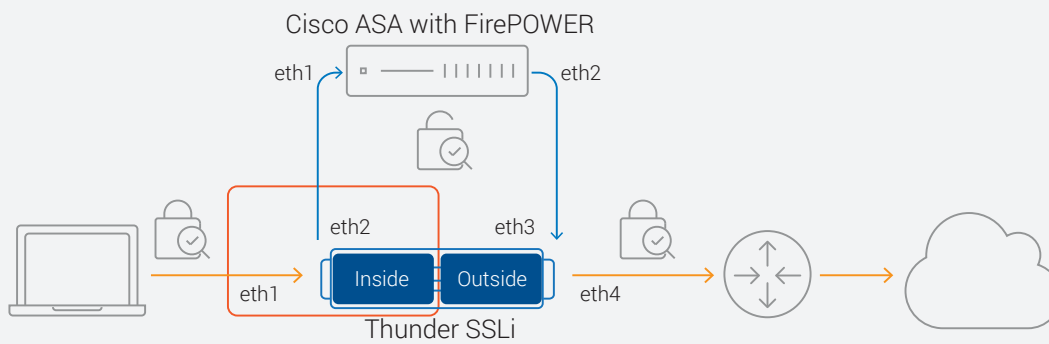 Cisco ASA with FirePOWER
eth1
eth2
eth2
eth3
eth1
Inside
Outside
eth4
Thunder SSLi